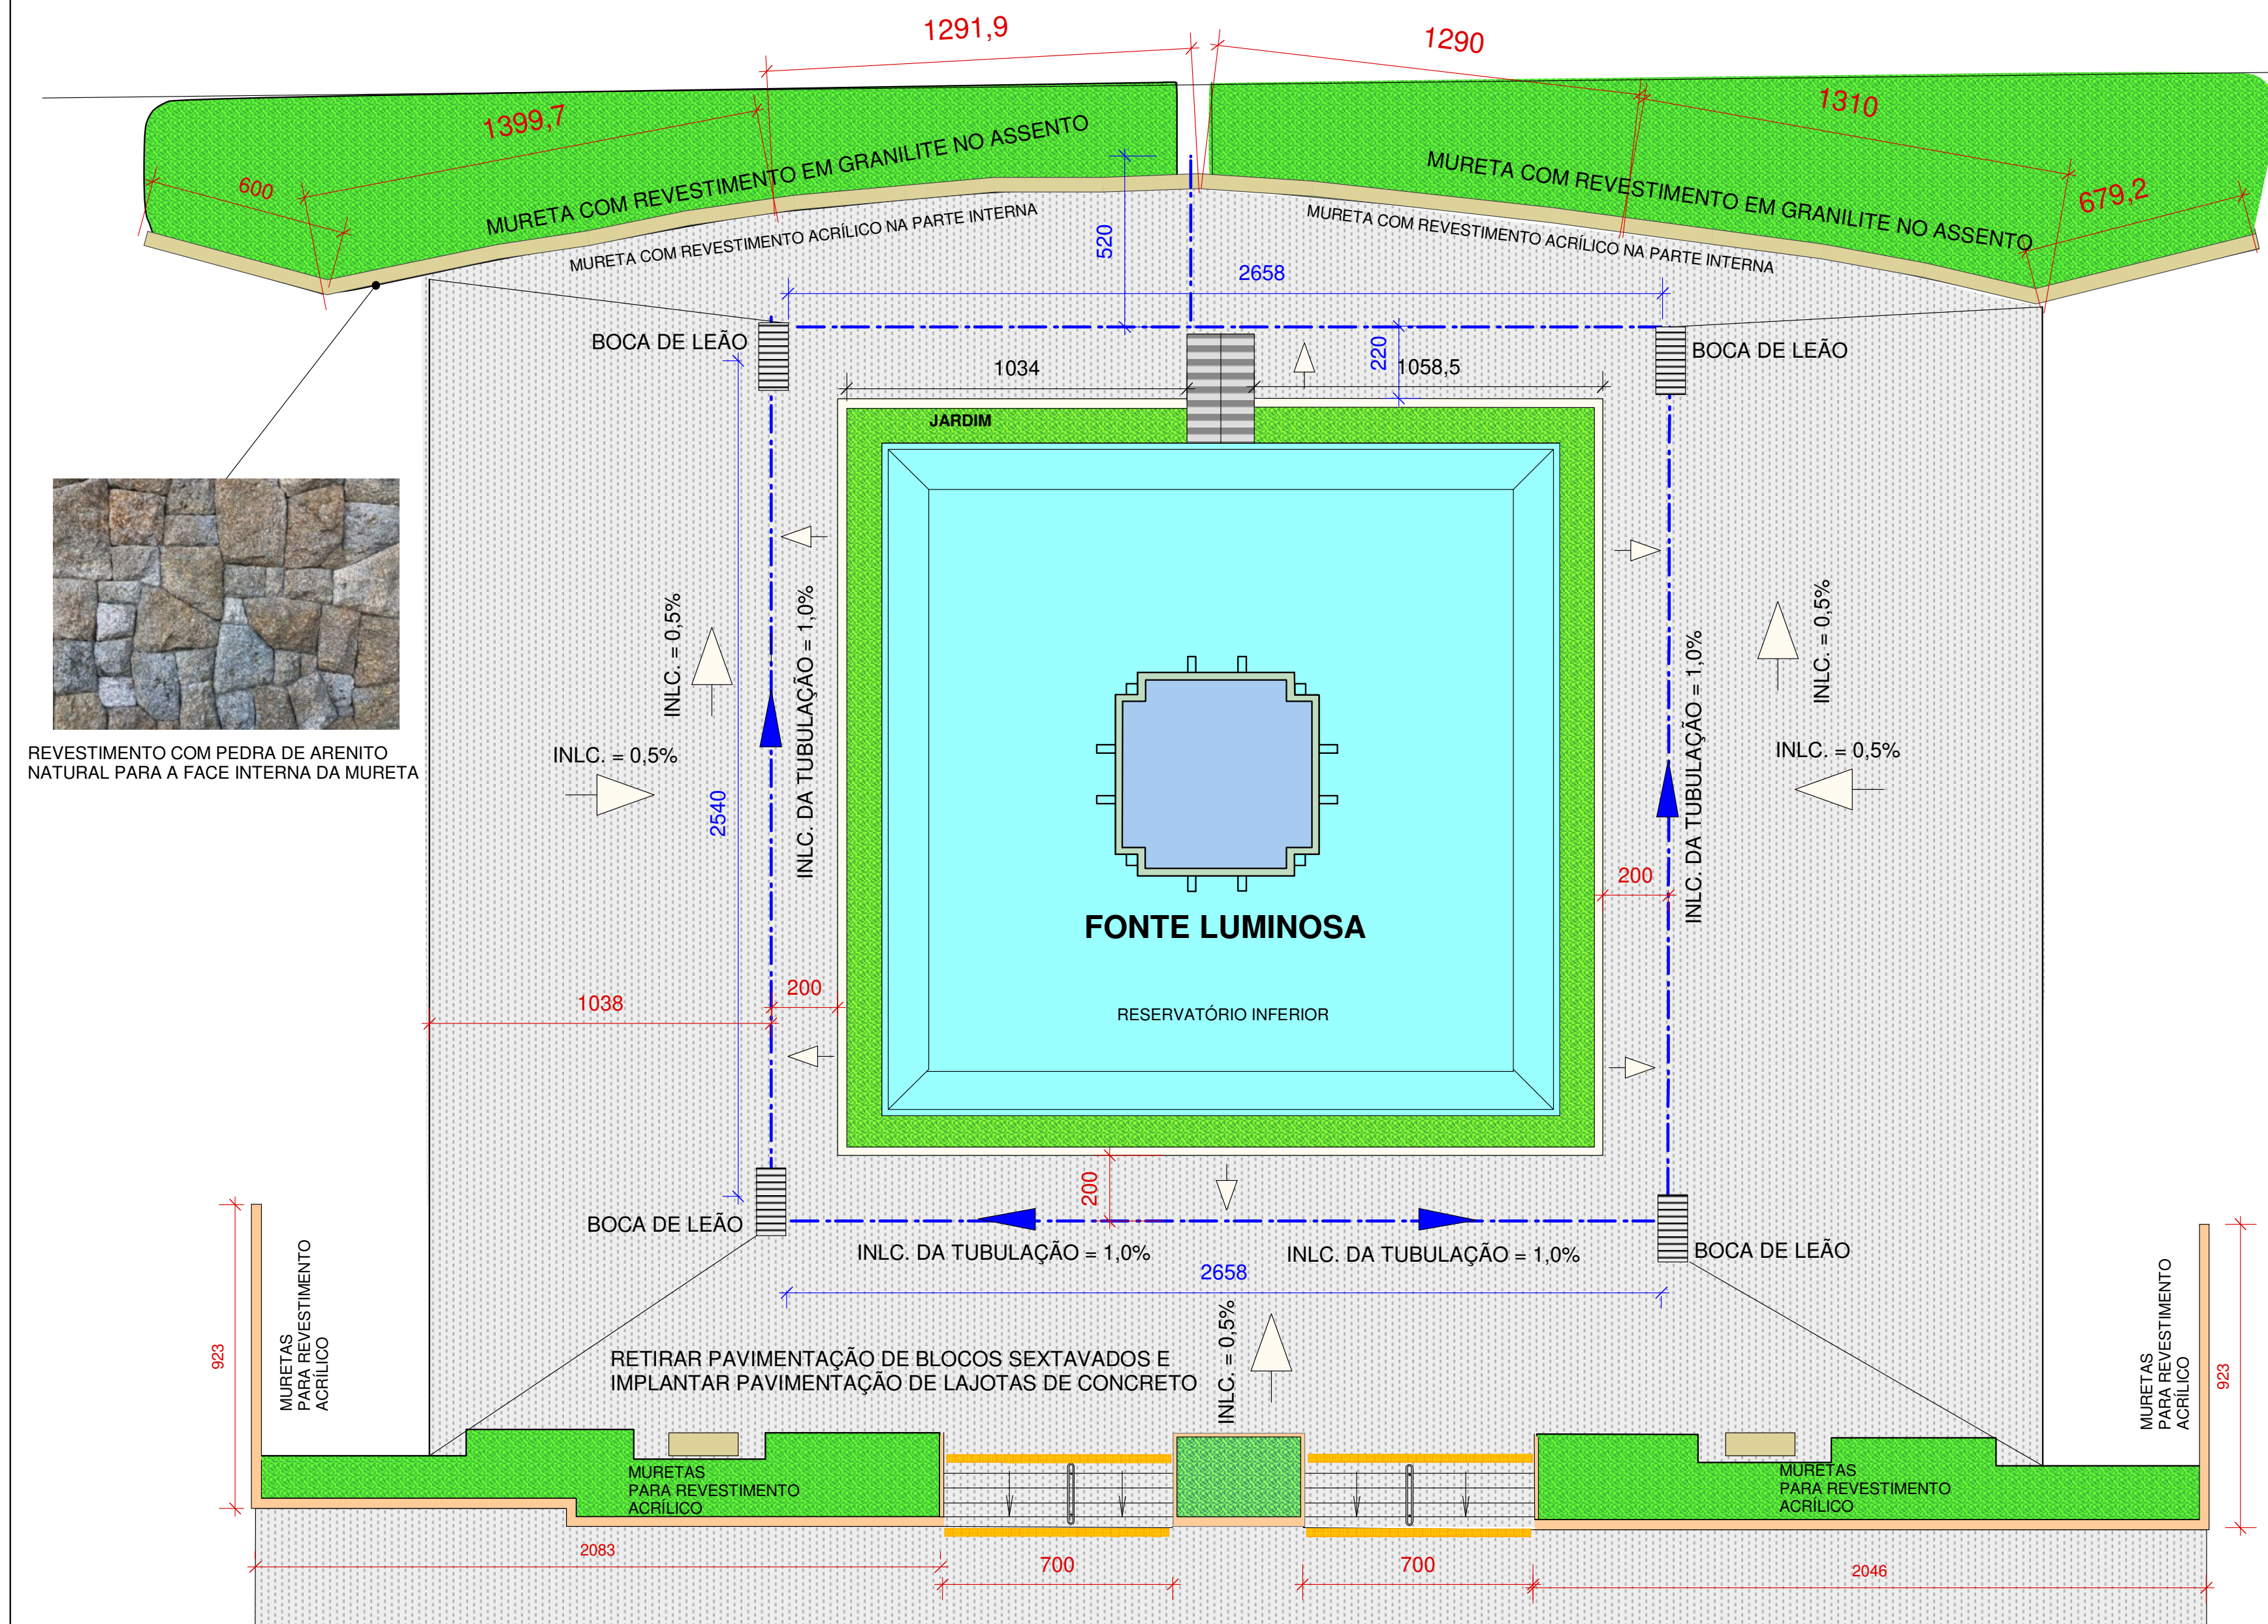 1291,9
1290
1399,7
1310
600
679,2
MURETA COM REVESTIMENTO EM GRANILITE NO ASSENTO
MURETA COM REVESTIMENTO EM GRANILITE NO ASSENTO
MURETA COM REVESTIMENTO ACRÍLICO NA PARTE INTERNA
MURETA COM REVESTIMENTO ACRÍLICO NA PARTE INTERNA
520
2658
BOCA DE LEÃO
BOCA DE LEÃO
220
1034
1058,5
JARDIM
INLC. = 0,5%
INLC. DA TUBULAÇÃO = 1,0%
INLC. DA TUBULAÇÃO = 1,0%
INLC. = 0,5%
REVESTIMENTO COM PEDRA DE ARENITO
NATURAL PARA A FACE INTERNA DA MURETA
INLC. = 0,5%
INLC. = 0,5%
2540
200
FONTE LUMINOSA
1038
200
RESERVATÓRIO INFERIOR
200
BOCA DE LEÃO
BOCA DE LEÃO
INLC. DA TUBULAÇÃO = 1,0%
INLC. DA TUBULAÇÃO = 1,0%
2658
INLC. = 0,5%
RETIRAR PAVIMENTAÇÃO DE BLOCOS SEXTAVADOS E
IMPLANTAR PAVIMENTAÇÃO DE LAJOTAS DE CONCRETO
923
MURETAS
PARA REVESTIMENTO
ACRÍLICO
MURETAS
PARA REVESTIMENTO
ACRÍLICO
923
MURETAS
PARA REVESTIMENTO
ACRÍLICO
MURETAS
PARA REVESTIMENTO
ACRÍLICO
2083
700
700
2046